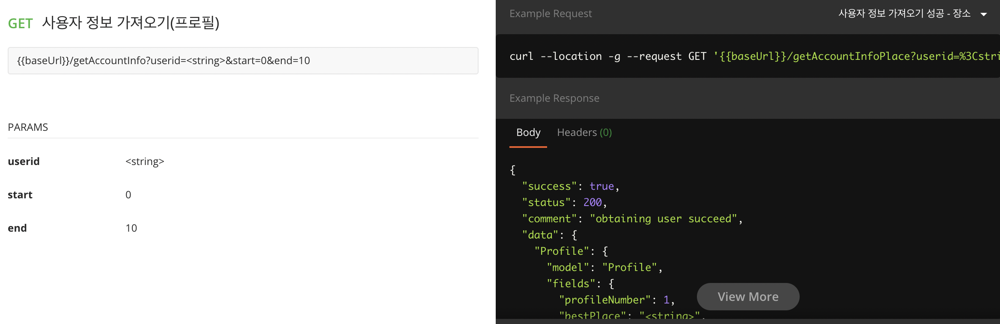 GET 사용자 정보 가져오기(프로필)
{{baseUrl}}/getAccountInfo?userid=<string>&start=0&end=10
PARAMS
userid <string>
start 0
end 10
Example Request 사용자 정보 가져오기 성공 - 장소
curl --location -g --request GET '{{baseUrl}}/getAccountInfoPlace?userid=%3Cstri
Example Response
Body Headers (0)
{
"success": true,
"status": 200,
"comment": "obtaining user succeed",
"data": {
"Profile": {
"model": "Profile",
"fields": {
"profileNumber": 1,
"bestPlace": "<string>",
View More